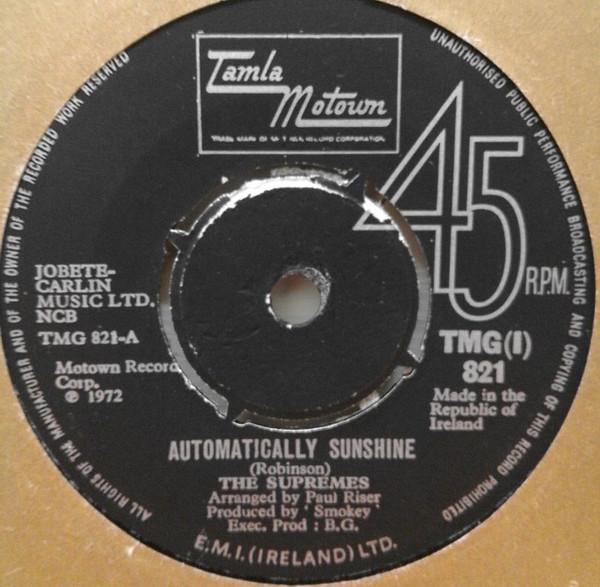 Tamla
Motown
45
R.P.M.
JOBETE-
CARLIN
MUSIC LTD.
NCB
TMG 821-A
Motown Record
Corp.
℗ 1972
TMG(I)
821
Made in the
Republic of
Ireland
AUTOMATICALLY SUNSHINE
(Robinson)
THE SUPREMES
Arranged by Paul Riser
Produced by ' Smokey '
Exec. Prod : B.G.
E.M.I.(IRELAND) LTD.
ALL RIGHTS OF THE MANUFACTURER AND OF THE OWNER OF THE RECORDED WORK RESERVED
UNAUTHORISED PUBLIC PERFORMANCE BROADCASTING AND COPYING OF THIS RECORD PROHIBITED